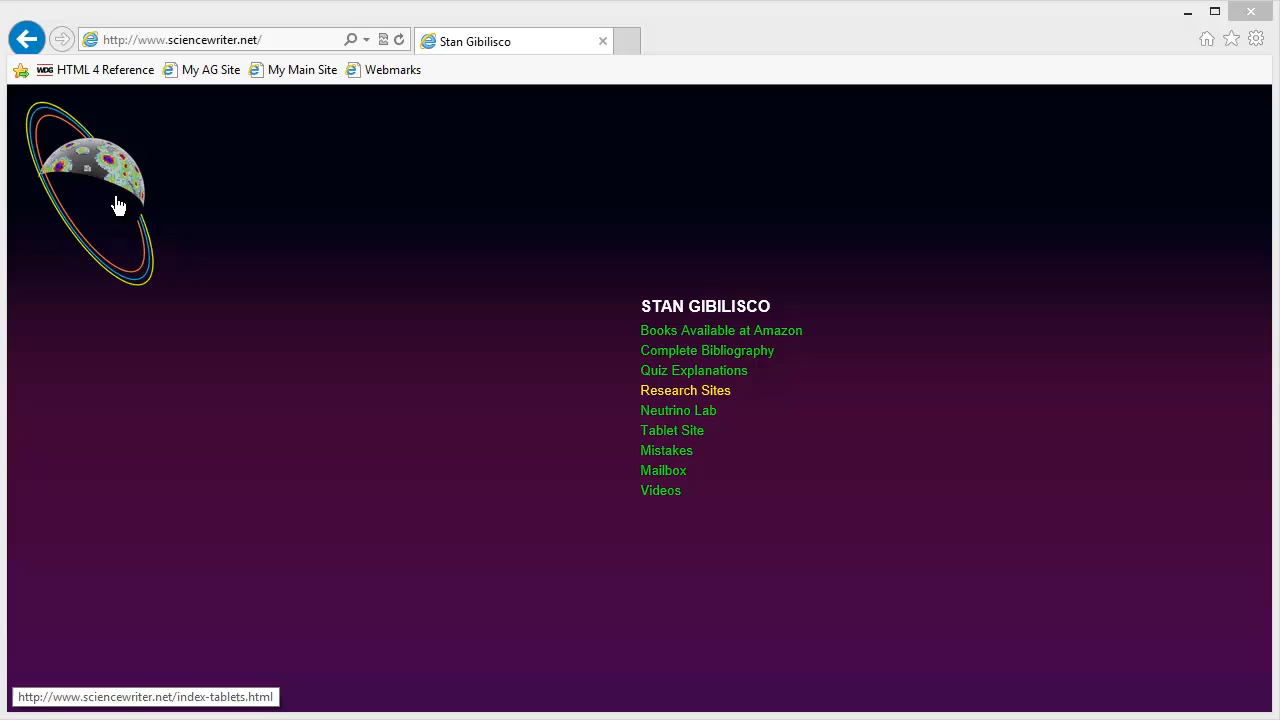 http://www.sciencewriter.net/
Stan Gibilisco
WDG HTML 4 Reference
My AG Site
My Main Site
Webmarks
STAN GIBILISCO
Books Available at Amazon
Complete Bibliography
Quiz Explanations
Research Sites
Neutrino Lab
Tablet Site
Mistakes
Mailbox
Videos
http://www.sciencewriter.net/index-tablets.html